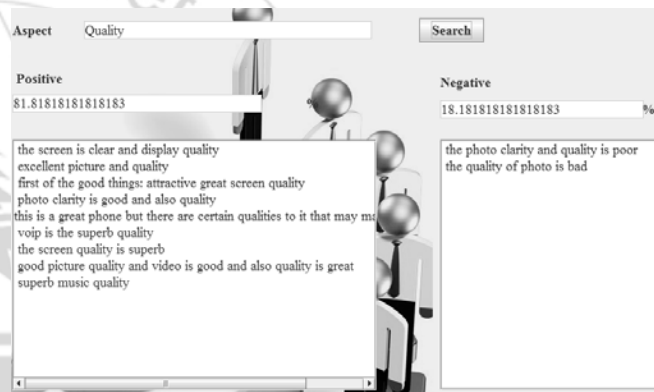 Aspect Quality Search
Positive
Negative
81.81818181818183 %
18.181818181818183 %
the screen is clear and display quality
excellent picture and quality
first of the good things: attractive great screen quality
photo clarity is good and also quality
this is a great phone but there are certain qualities to it that may ma
voip is the superb quality
the screen quality is superb
good picture quality and video is good and also quality is great
superb music quality
the photo clarity and quality is poor
the quality of photo is bad